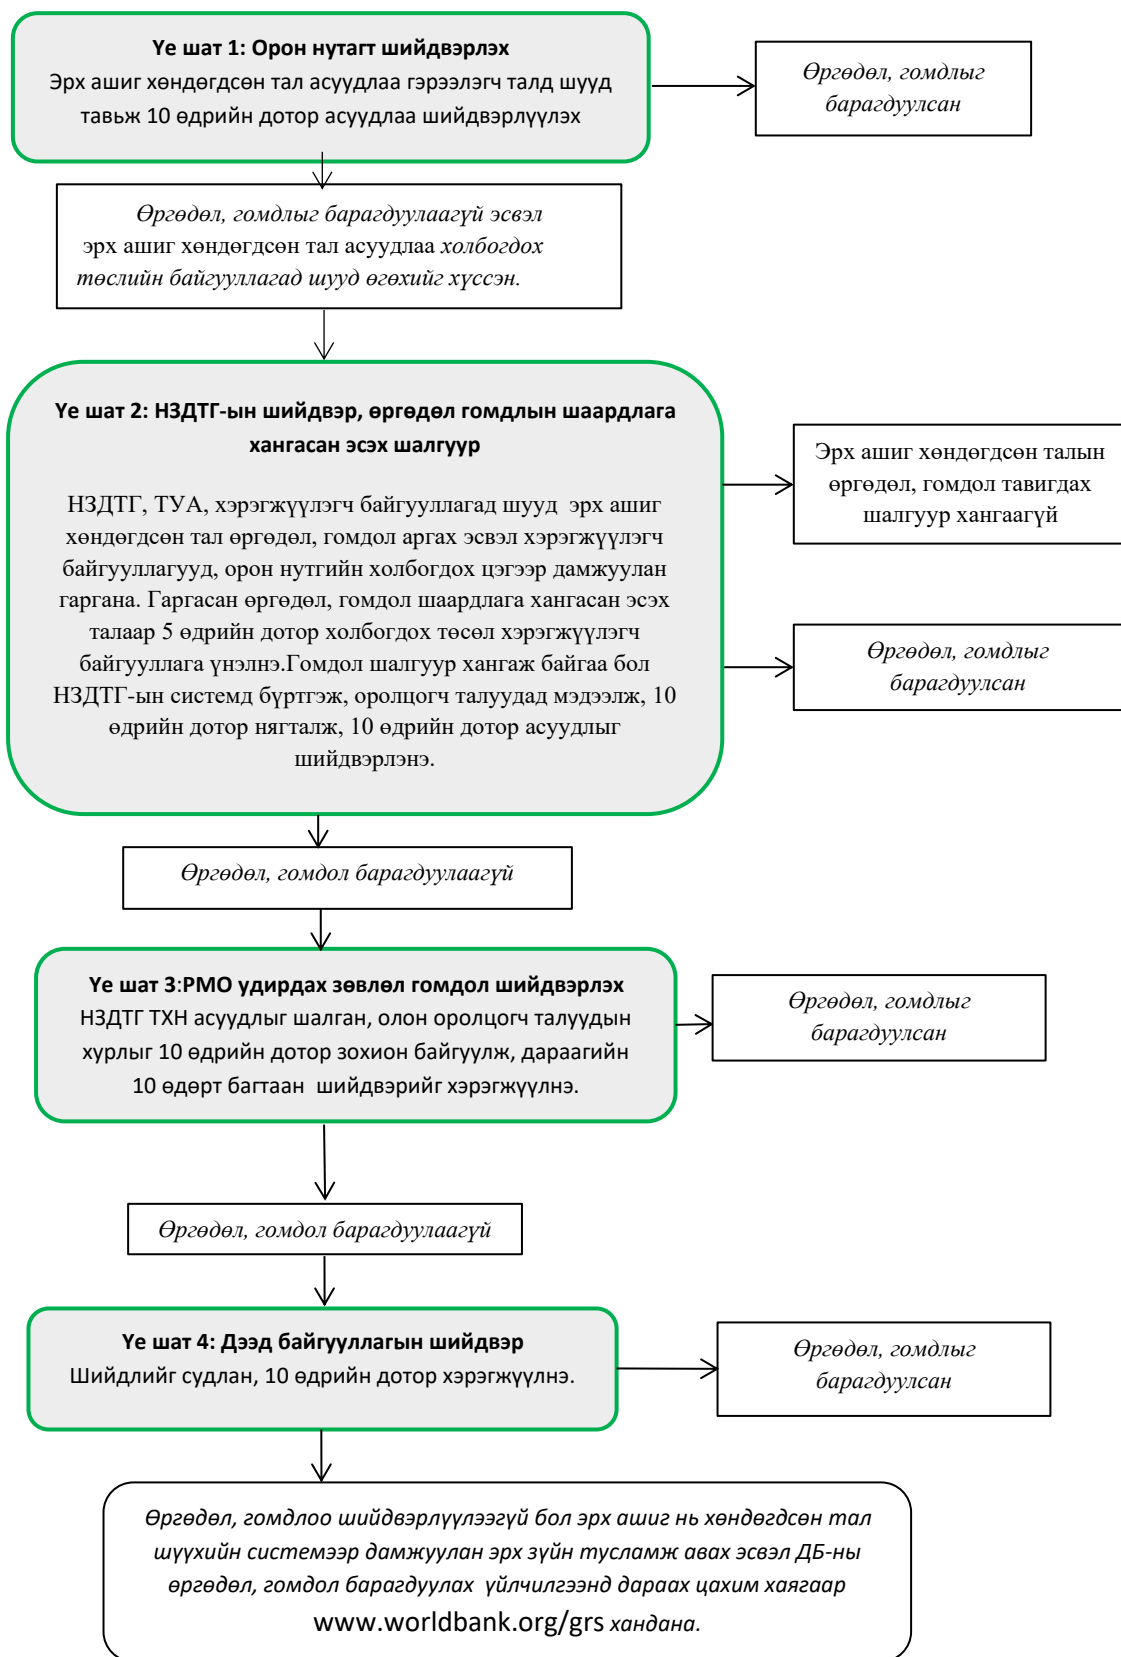 Үе шат 1: Орон нутагт шийдвэрлэх
Эрх ашиг хөндөгдсөн тал асуудлаа гэрээлэгч талд шууд
тавьж 10 өдрийн дотор асуудлаа шийдвэрлүүлэх
Өргөдөл, гомдлыг
барагдуулсан
Өргөдөл, гомдлыг барагдуулаагүй эсвэл
эрх ашиг хөндөгдсөн тал асуудлаа холбогдох
төслийн байгууллагад шууд өгөхийг хүссэн.
Үе шат 2: НЗДТГ-ын шийдвэр, өргөдөл гомдлын шаардлага
хангасан эсэх шалгуур
НЗДТГ, ТУА, хэрэгжүүлэгч байгууллагад шууд эрх ашиг
хөндөгдсөн тал өргөдөл, гомдол аргах эсвэл хэрэгжүүлэгч
байгууллагууд, орон нутгийн холбогдох цэгээр дамжуулан
гаргана. Гаргасан өргөдөл, гомдол шаардлага хангасан эсэх
талаар 5 өдрийн дотор холбогдох төсөл хэрэгжүүлэгч
байгууллага үнэлнэ.Гомдол шалгуур хангаж байгаа бол
НЗДТГ-ын системд бүртгэж, оролцогч талуудад мэдээлж, 10
өдрийн дотор нягталж, 10 өдрийн дотор асуудлыг
шийдвэрлэнэ.
Эрх ашиг хөндөгдсөн талын
өргөдөл, гомдол тавигдах
шалгуур хангаагүй
Өргөдөл, гомдлыг
барагдуулсан
Өргөдөл, гомдол барагдуулаагүй
Үе шат 3:PMO удирдах зөвлөл гомдол шийдвэрлэх
НЗДТГ ТХН асуудлыг шалган, олон оролцогч талуудын
хурлыг 10 өдрийн дотор зохион байгуулж, дараагийн
10 өдөрт багтаан шийдвэрийг хэрэгжүүлнэ.
Өргөдөл, гомдлыг
барагдуулсан
Өргөдөл, гомдол барагдуулаагүй
Үе шат 4: Дээд байгууллагын шийдвэр
Шийдлийг судлан, 10 өдрийн дотор хэрэгжүүлнэ.
Өргөдөл, гомдлыг
барагдуулсан
Өргөдөл, гомдлоо шийдвэрлүүлээгүй бол эрх ашиг нь хөндөгдсөн тал
шүүхийн системээр дамжуулан эрх зүйн тусламж авах эсвэл ДБ-ны
өргөдөл, гомдол барагдуулах үйлчилгээнд дараах цахим хаягаар
www.worldbank.org/grs хандана.